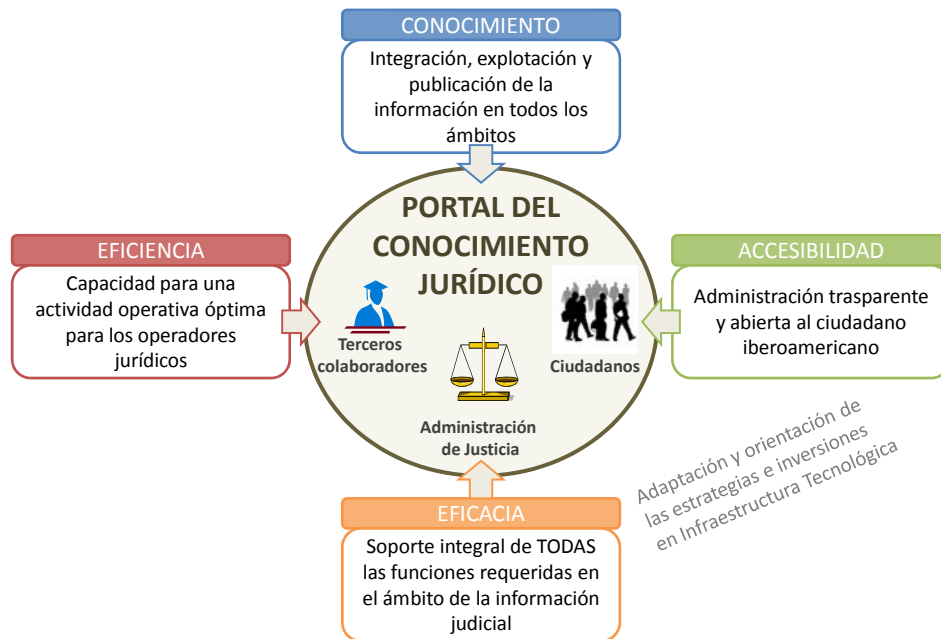 CONOCIMIENTO
Integración, explotación y
publicación de la
información en todos los
ámbitos
PORTAL DEL
CONOCIMIENTO
JURÍDICO
EFICIENCIA
Capacidad para una
actividad operativa óptima
para los operadores
jurídicos
ACCESIBILIDAD
Administración trasparente
y abierta al ciudadano
iberoamericano
Terceros
colaboradores
Ciudadanos
Administración
de Justicia
Adaptación y orientación de
las estrategias e inversiones
en Infraestructura Tecnológica
EFICACIA
Soporte integral de TODAS
las funciones requeridas en
el ámbito de la información
judicial